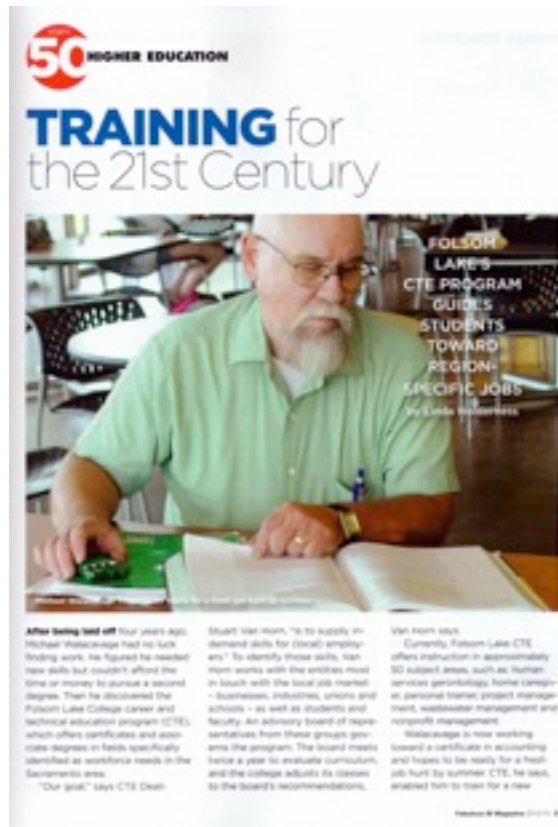 50 HIGHER EDUCATION
TRAINING for
the 21st Century
FOLSOM
LAKE'S
CTE PROGRAM
GUIDES
STUDENTS
TOWARD
REGION-
SPECIFIC JOBS
by Linda
After being laid off four years ago,
Michael Walacavage had no luck
finding work. He figured he needed
new skills but couldn't afford the
time or money to pursue a second
degree. Then he discovered the
Folsom Lake College career and
technical education program (CTE),
which offers certificates and asso-
ciate degrees in fields specifically
identified as workforce needs in the
Sacramento area.
"Our goal," says CTE Dean
Stuart Van Horn, "is to supply in-
demand skills for (local) employ-
ers." To identify those skills, Van
Horn works with the entities most
in touch with the local job market
– businesses, industries, unions and
schools – as well as students and
faculty. An advisory board of repre-
sentatives from these groups gov-
erns the program. The board meets
twice a year to evaluate curriculum,
and the college adjusts its classes
to the board's recommendations,
Van Horn says.
Currently, Folsom Lake CTE
offers instruction in approximately
50 subject areas, such as human
services gerontology, home caregiv-
er, personal trainer, project manage-
ment, wastewater management and
nonprofit management.
Walacavage is now working
toward a certificate in accounting
and hopes to be ready for a fresh
job hunt by summer. CTE, he says,
enabled him to train for a new